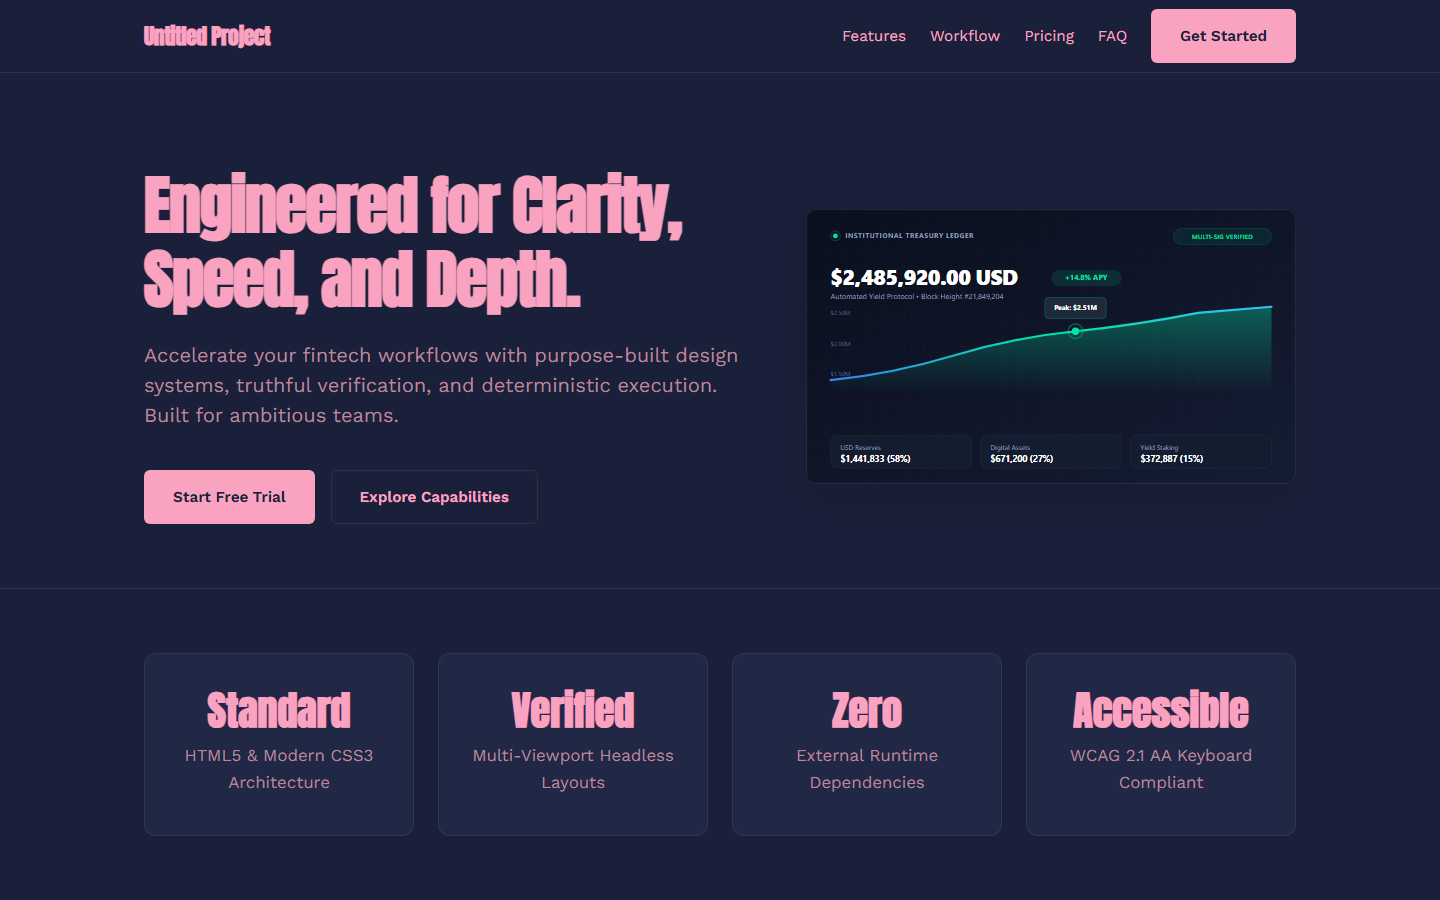 Untitled Project
Features
Workflow
Pricing
FAQ
Get Started
Engineered for Clarity,
Speed, and Depth.
Accelerate your fintech workflows with purpose-built design
systems, truthful verification, and deterministic execution.
Built for ambitious teams.
Start Free Trial
Explore Capabilities
INSTITUTIONAL TREASURY LEDGER
MULTI-SIG VERIFIED
$2,485,920.00 USD
+14.8% APY
Automated Yield Protocol • Block Height #21,849,204
Peak: $2.51M
$2.50M
$2.00M
$1.50M
USD Reserves
$1,441,833 (58%)
Digital Assets
$671,200 (27%)
Yield Staking
$372,887 (15%)
Standard
HTML5 & Modern CSS3
Architecture
Verified
Multi-Viewport Headless
Layouts
Zero
External Runtime
Dependencies
Accessible
WCAG 2.1 AA Keyboard
Compliant